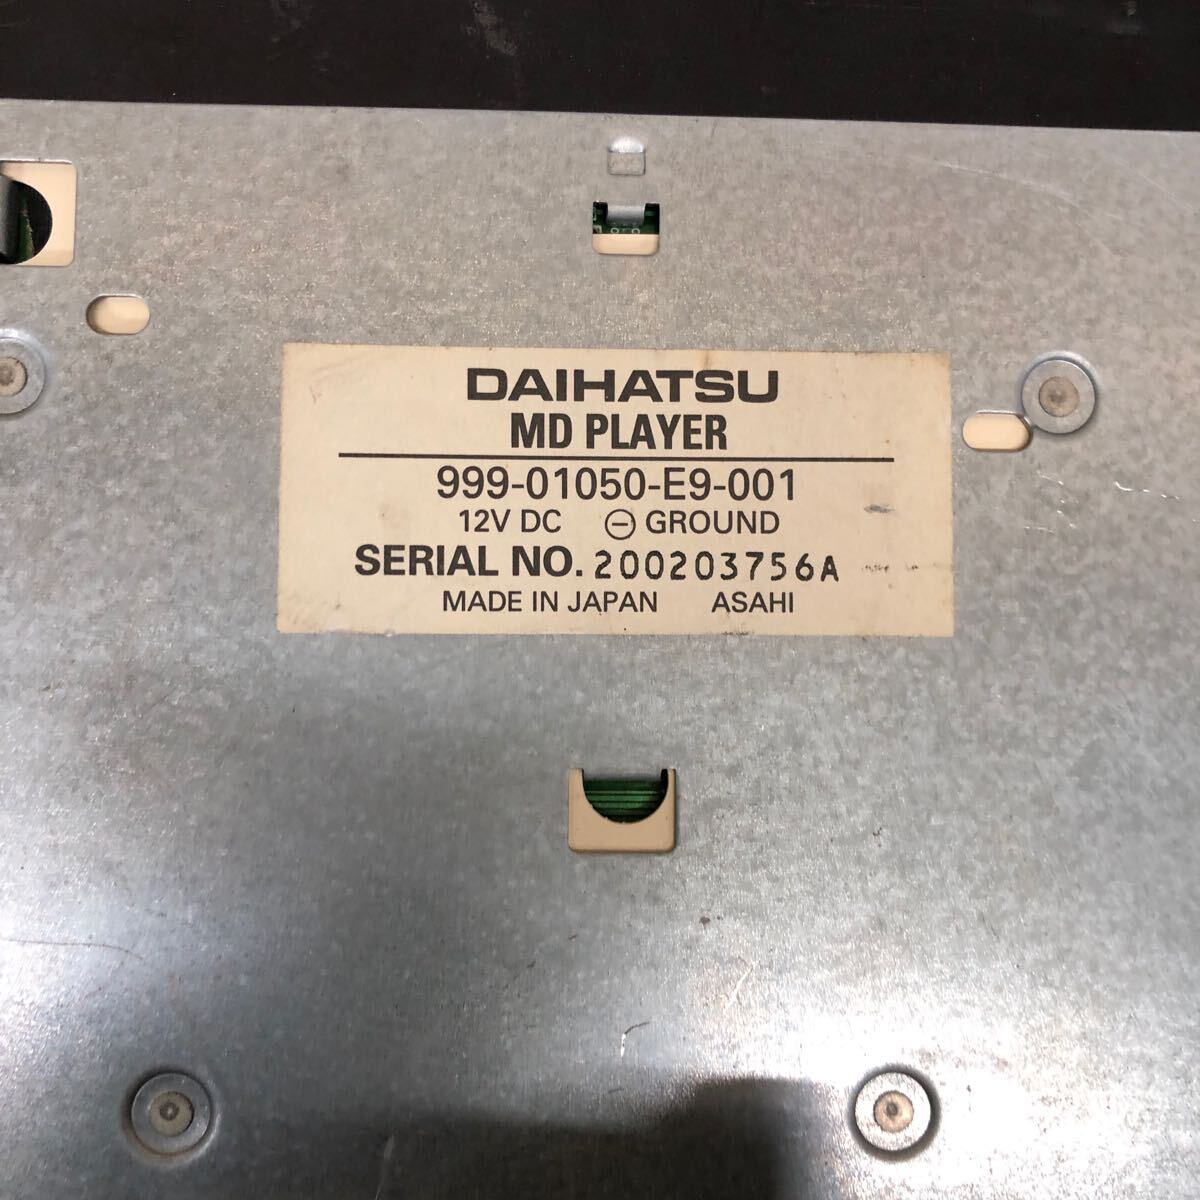 DAIHATSU
MD PLAYER
999-01050-E9-001
12V DC ⊖ GROUND
SERIAL NO. 200203756A
MADE IN JAPAN ASAHI